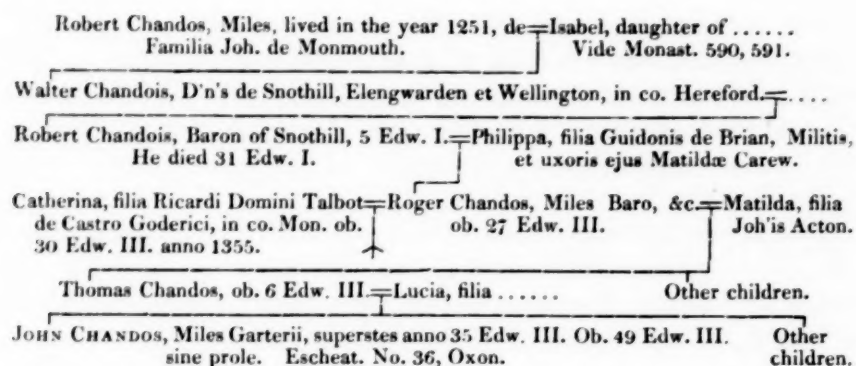 Robert Chandos, Miles, lived in the year 1251, de=Isabel, daughter of ......
Familia Joh. de Monmouth. Vide Monast. 590, 591.
Walter Chandois, D'n's de Snothill, Elengwarden et Wellington, in co. Hereford.=....
Robert Chandois, Baron of Snothill, 5 Edw. I.=Philippa, filia Guidonis de Brian, Militis,
He died 31 Edw. I. et uxoris ejus Matildæ Carew.
Catherina, filia Ricardi Domini Talbot=Roger Chandos, Miles Baro, &c.=Matilda, filia
de Castro Goderici, in co. Mon. ob. ob. 27 Edw. III. Joh'is Acton.
30 Edw. III. anno 1355.
Thomas Chandos, ob. 6 Edw. III.=Lucia, filia ...... Other children.
JOHN CHANDOS, Miles Garterii, superstes anno 35 Edw. III. Ob. 49 Edw. III. Other
sine prole. Escheat. No. 36, Oxon. children.